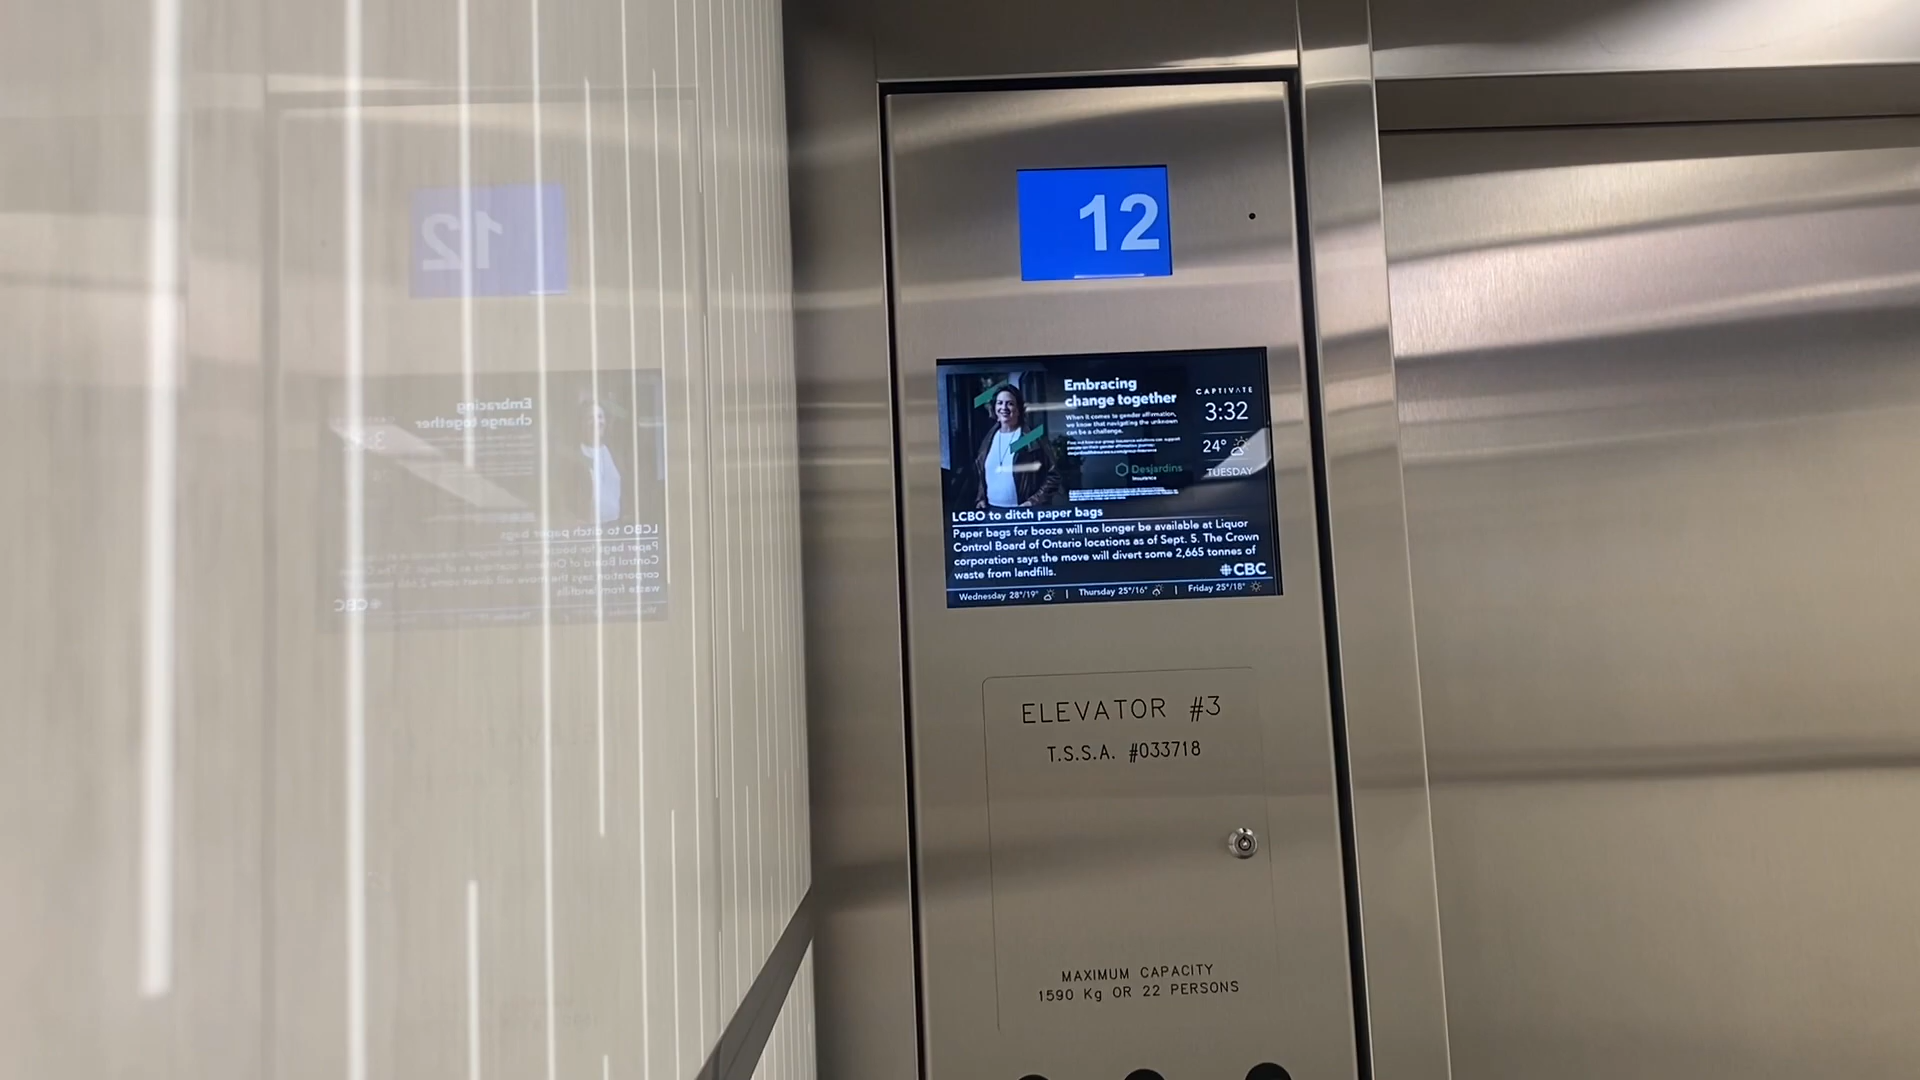 12
Embracing
change together
When it comes to gender affirmation,
we know that navigating the unknown
can be a challenge.
Desjardins
Insurance
CAPTIVATE
3:32
24°
TUESDAY
LCBO to ditch paper bags
Paper bags for booze will no longer be available at Liquor
Control Board of Ontario locations as of Sept. 5. The Crown
corporation says the move will divert some 2,665 tonnes of
waste from landfills.
CBC
Wednesday 28°/19° | Thursday 25°/16° | Friday 25°/18°
ELEVATOR #3
T.S.S.A. #033718
MAXIMUM CAPACITY
1590 Kg OR 22 PERSONS